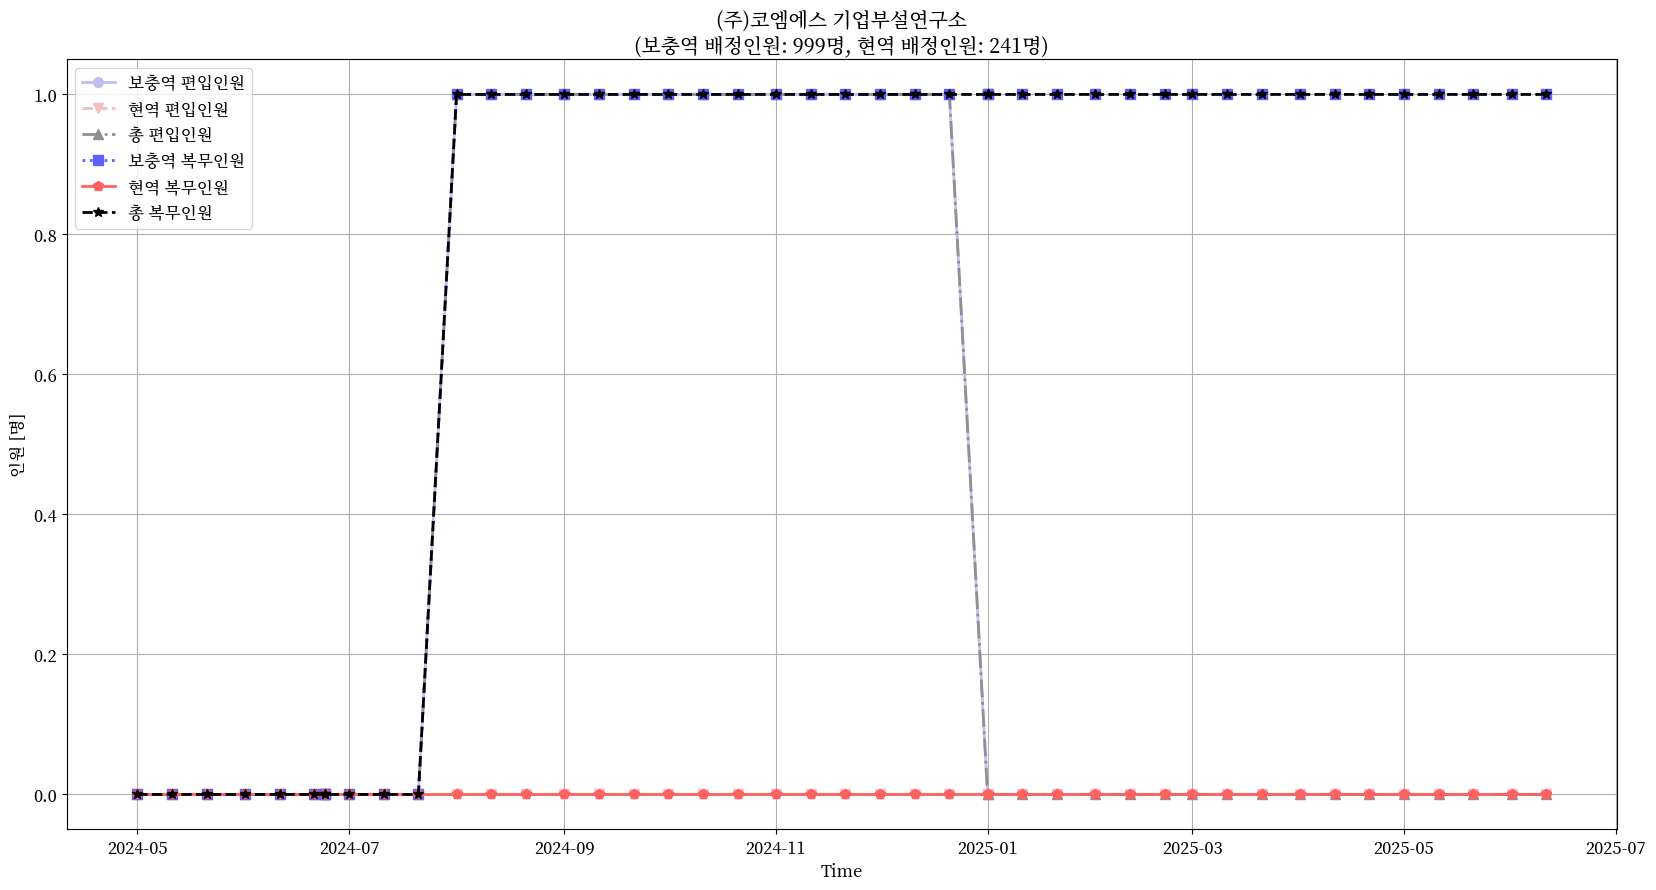 (주)코엠에스 기업부설연구소
(보충역 배정인원: 999명, 현역 배정인원: 241명)
보충역 편입인원
현역 편입인원
총 편입인원
보충역 복무인원
현역 복무인원
총 복무인원
1.0
0.8
0.6
0.4
0.2
0.0
인원 [명]
2024-05
2024-07
2024-09
2024-11
2025-01
2025-03
2025-05
2025-07
Time